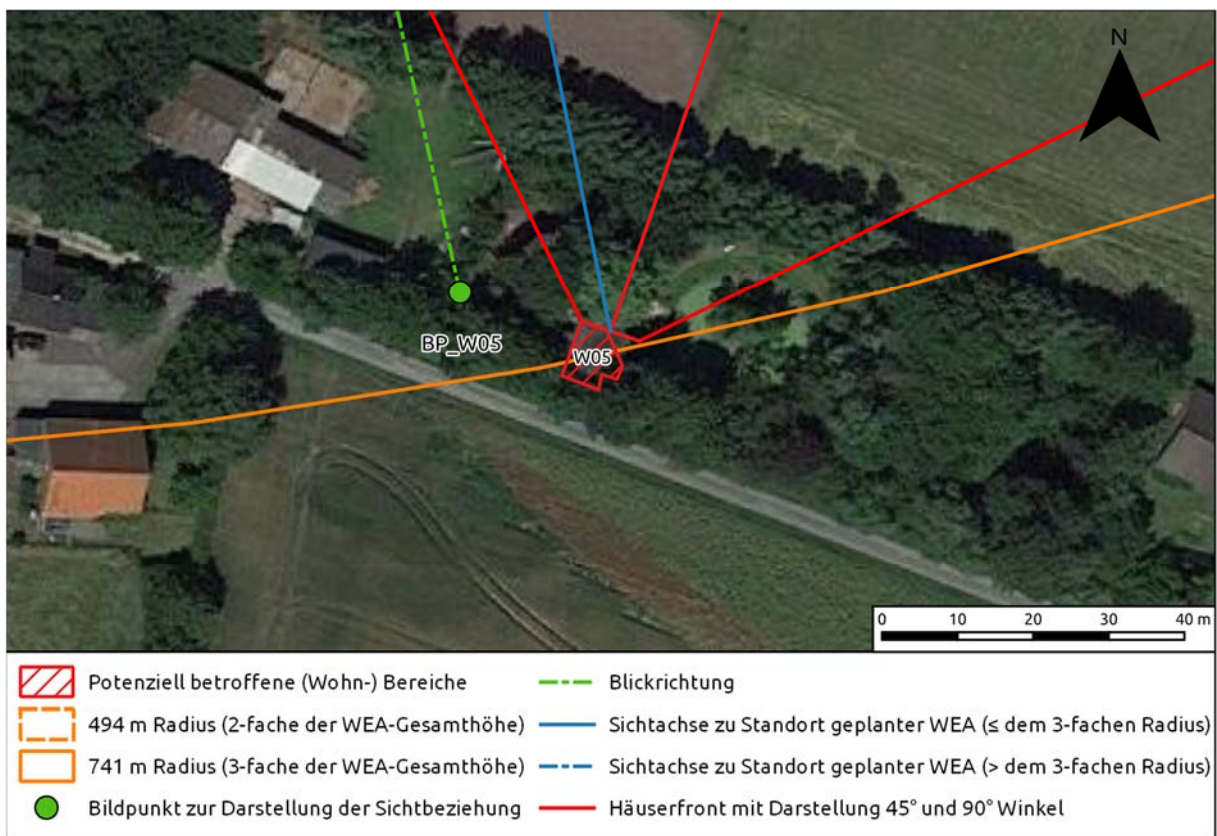 N
BP_W05
W05
0 10 20 30 40 m
Potenziell betroffene (Wohn-) Bereiche
494 m Radius (2-fache der WEA-Gesamthöhe)
741 m Radius (3-fache der WEA-Gesamthöhe)
Bildpunkt zur Darstellung der Sichtbeziehung
Blickrichtung
Sichtachse zu Standort geplanter WEA (≤ dem 3-fachen Radius)
Sichtachse zu Standort geplanter WEA (> dem 3-fachen Radius)
Häuserfront mit Darstellung 45° und 90° Winkel